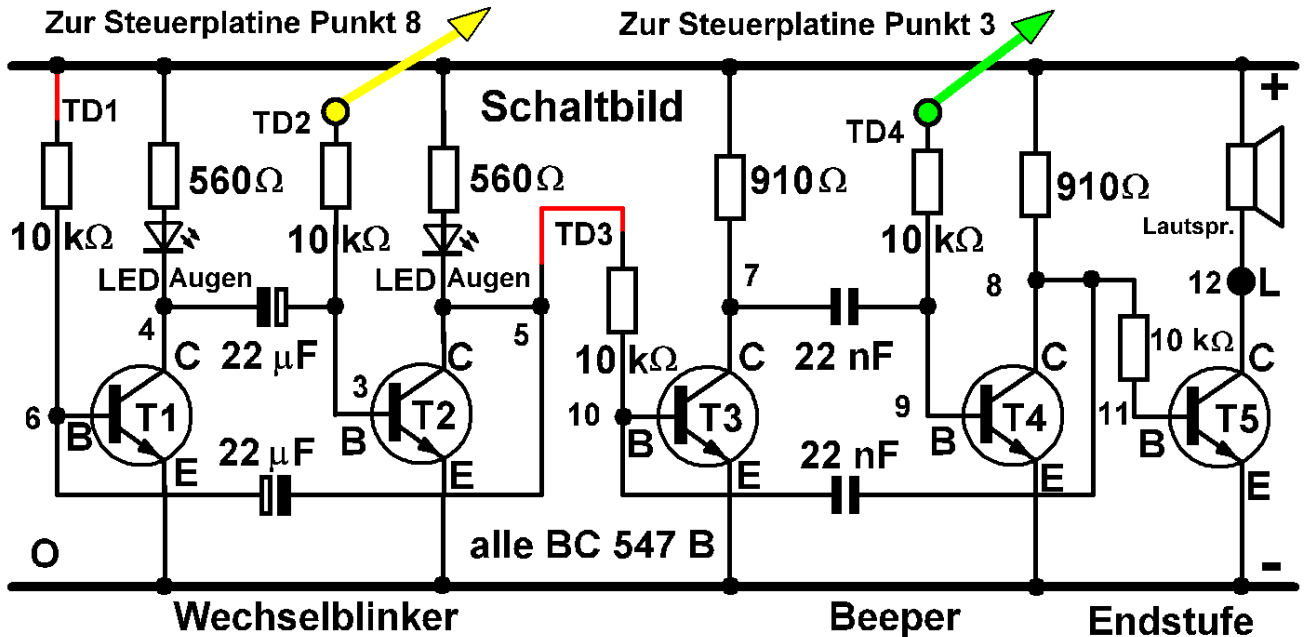 Zur Steuerplatine Punkt 8
Zur Steuerplatine Punkt 3
Schaltbild
+
TD1
TD2
TD4
560Ω
560Ω
910Ω
910Ω
10 kΩ
10 kΩ
TD3
10 kΩ
Lautspr.
LED Augen
LED Augen
7
8
12
L
4
5
22 µF
10 kΩ
22 nF
10 kΩ
C
C
C
C
C
3
6
T1
T2
10
T3
9
T4
11
T5
B
B
B
B
B
22 µF
22 nF
E
E
E
E
E
O
alle BC 547 B
-
Wechselblinker
Beeper
Endstufe